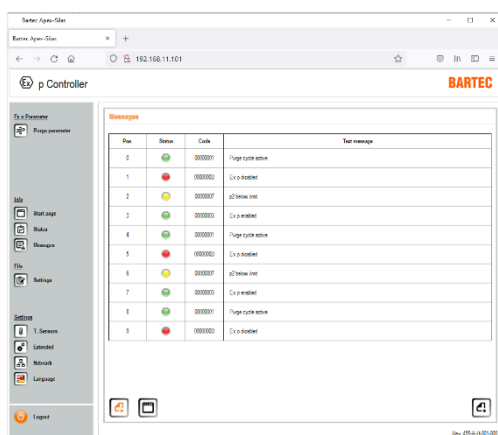 Bartec Apex-Silas
Bartec Apex-Silas
192.168.11.101
Ex p Controller
BARTEC
Ex p Parameter
Purge parameter
Info
Start page
Status
Messages
File
Settings
Settings
T. Sensors
Extended
Network
Language
Logout
Messages
Pos Status Code Text message
0 00000001 Purge cycle active
1 Ex p disabled
2 00000007 p2 below limit
3 00000003 Ex p enabled
4 00000001 Purge cycle active
5 Ex p disabled
6 00000007 p2 below limit
7 00000003 Ex p enabled
8 00000001 Purge cycle active
9 Ex p disabled